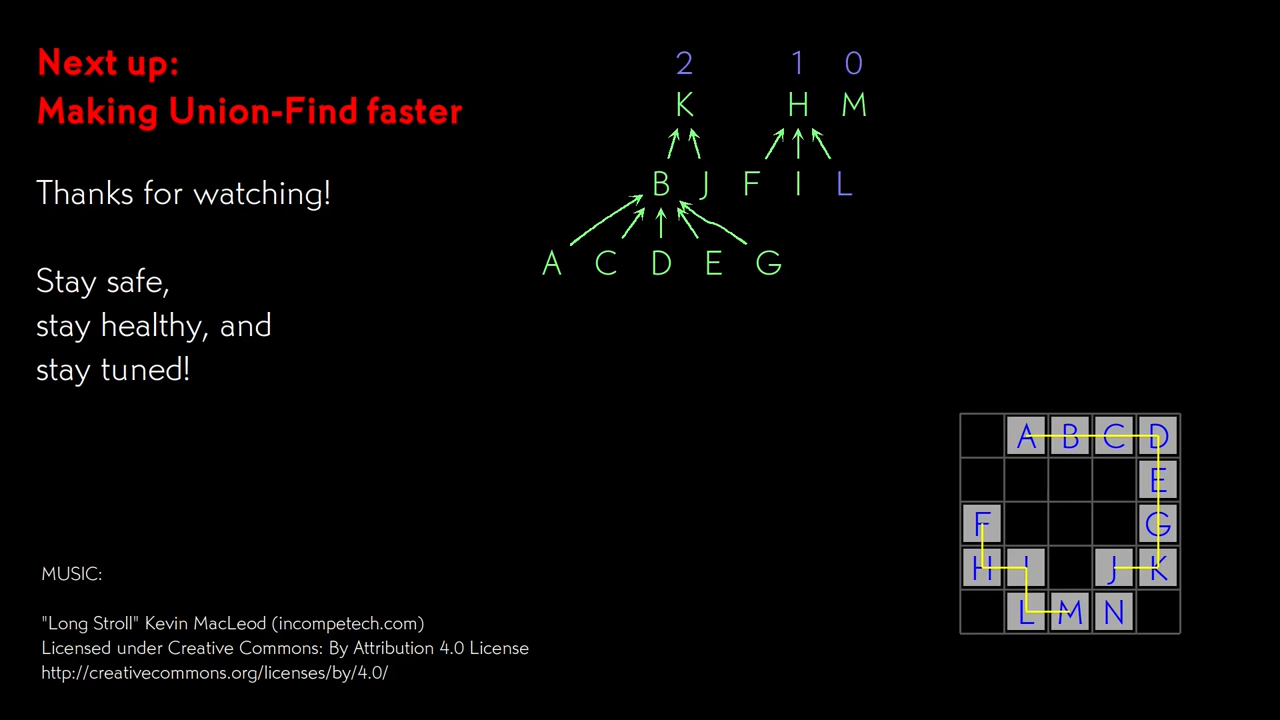 Next up:
Making Union-Find faster
Thanks for watching!
Stay safe,
stay healthy, and
stay tuned!
MUSIC:
"Long Stroll" Kevin MacLeod (incompetech.com)
Licensed under Creative Commons: By Attribution 4.0 License
http://creativecommons.org/licenses/by/4.0/
2 1 0
K H M
B J F I L
A C D E G
A B C D
E
F G
H I J K
L M N